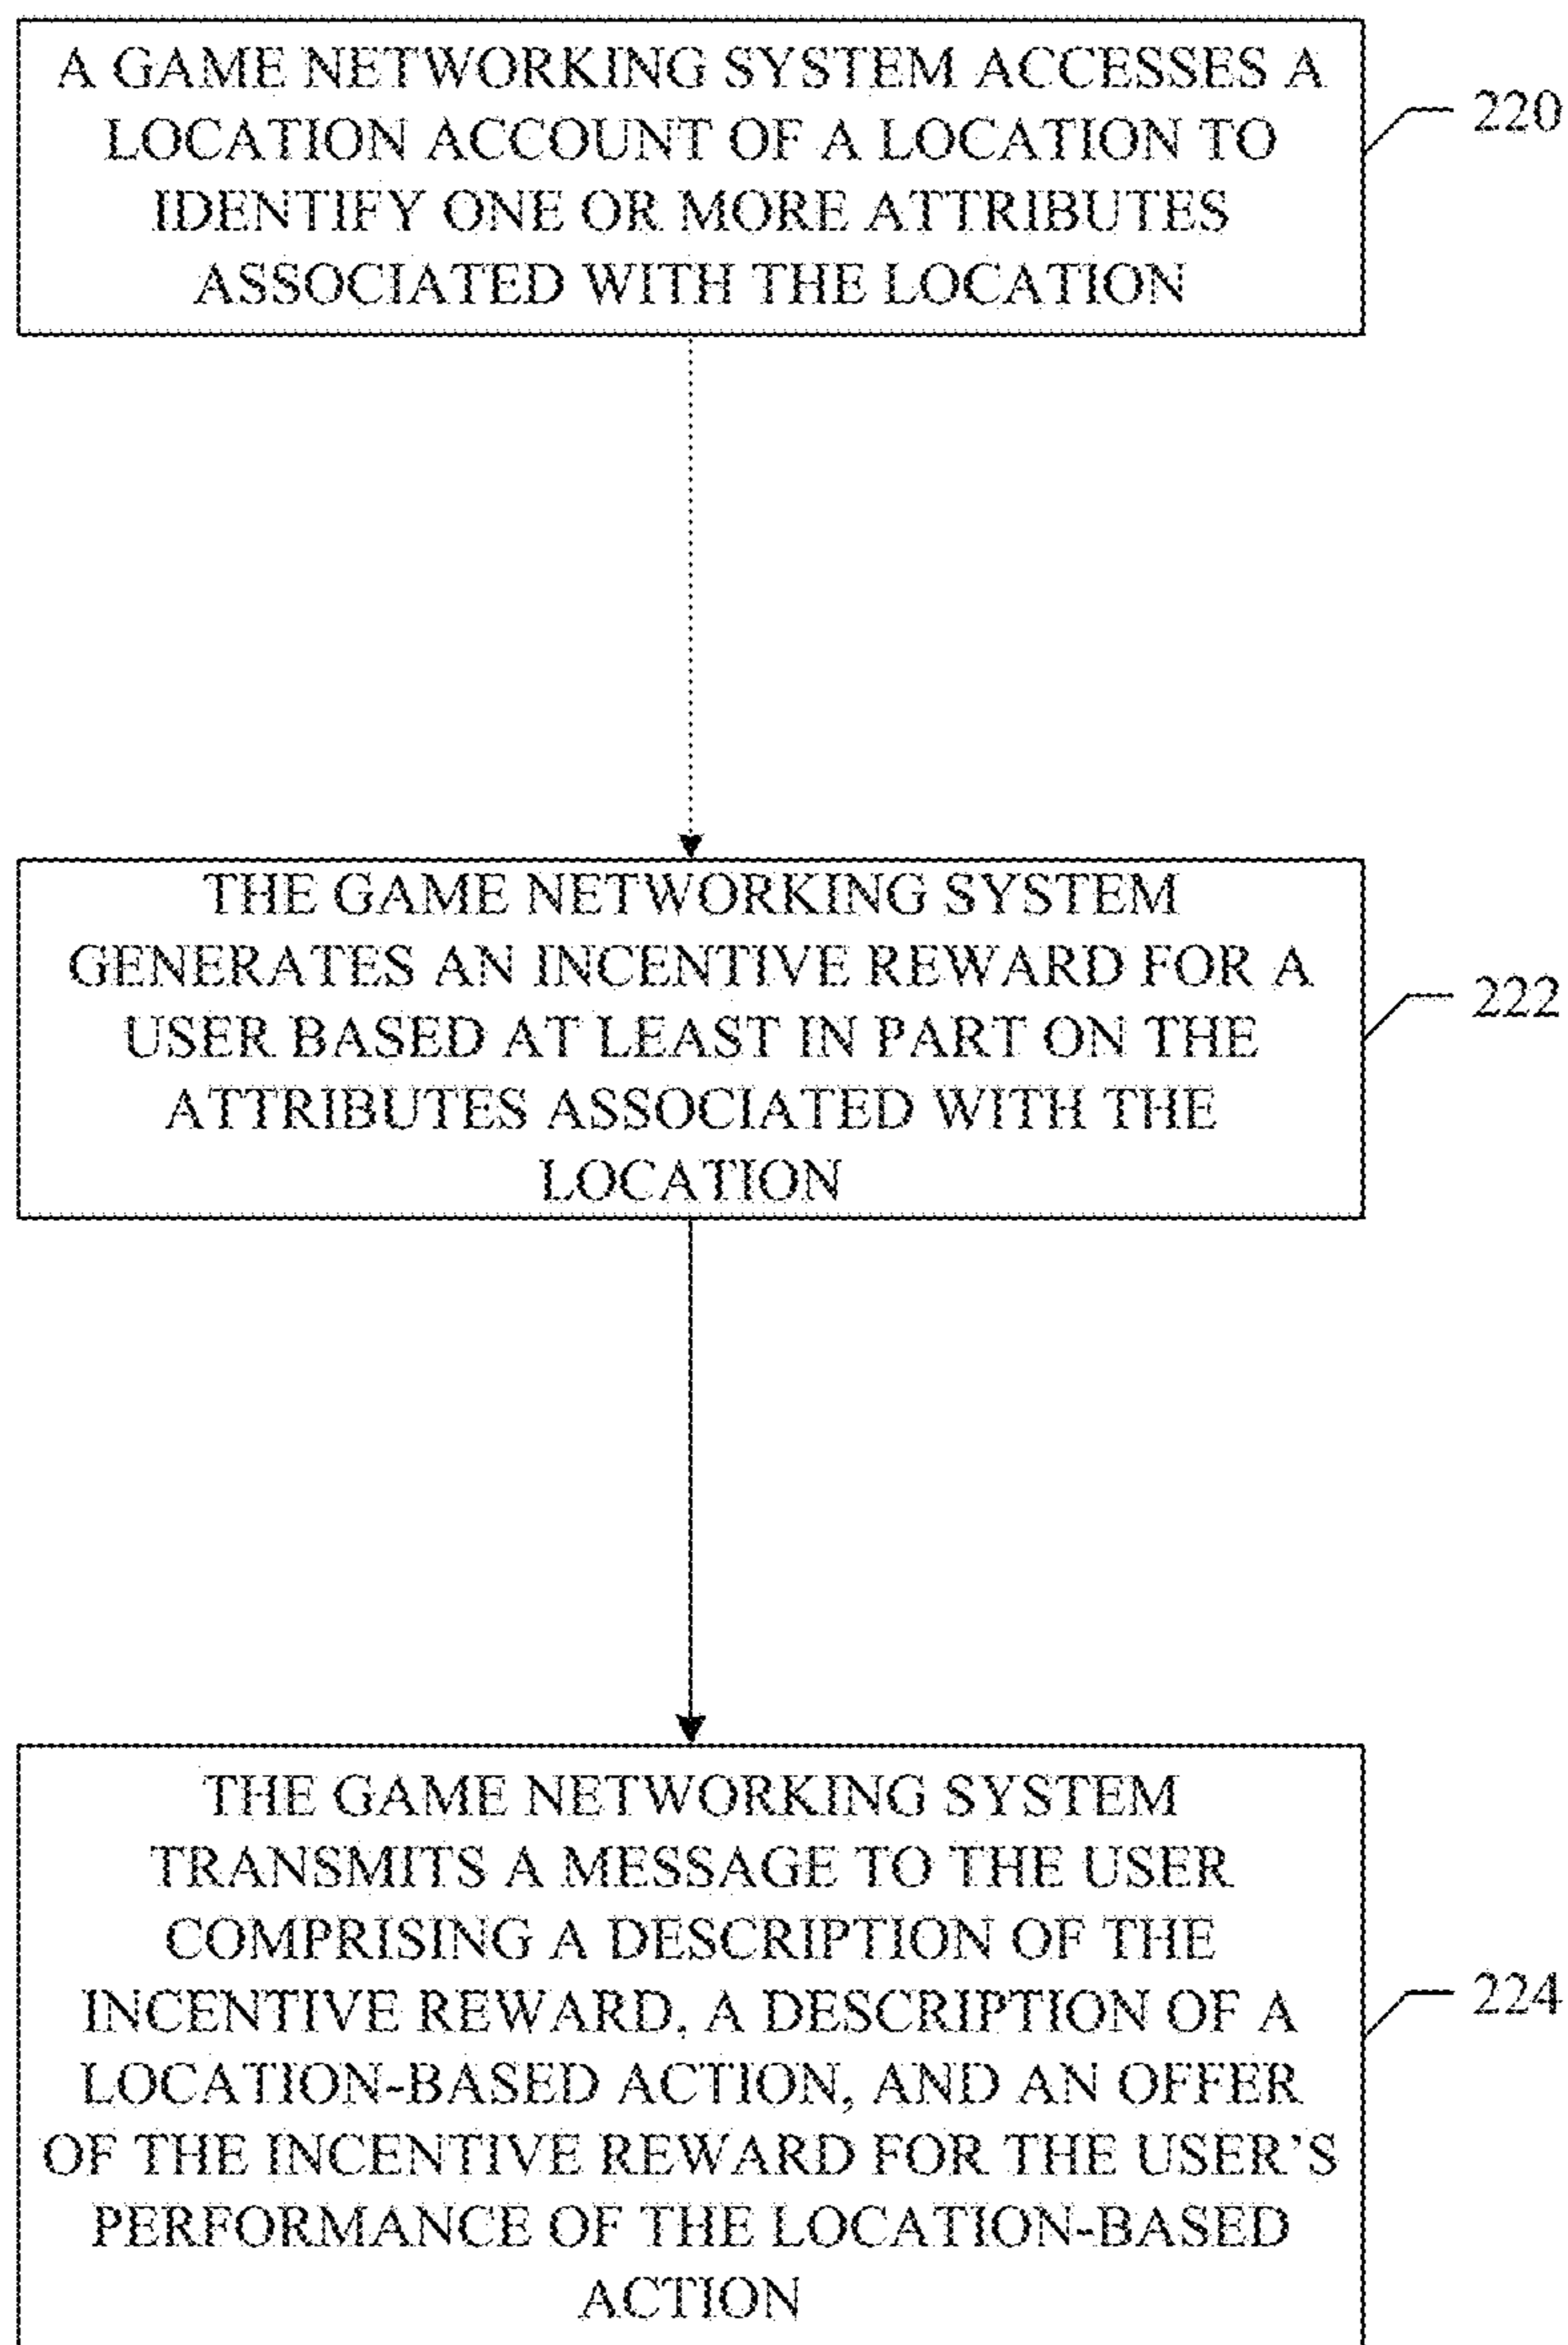 A GAME NETWORKING SYSTEM ACCESSES A
LOCATION ACCOUNT OF A LOCATION TO
IDENTIFY ONE OR MORE ATTRIBUTES
ASSOCIATED WITH THE LOCATION
220
THE GAME NETWORKING SYSTEM
GENERATES AN INCENTIVE REWARD FOR A
USER BASED AT LEAST IN PART ON THE
ATTRIBUTES ASSOCIATED WITH THE
LOCATION
222
THE GAME NETWORKING SYSTEM
TRANSMITS A MESSAGE TO THE USER
COMPRISING A DESCRIPTION OF THE
INCENTIVE REWARD, A DESCRIPTION OF A
LOCATION-BASED ACTION, AND AN OFFER
OF THE INCENTIVE REWARD FOR THE USER'S
PERFORMANCE OF THE LOCATION-BASED
ACTION
224